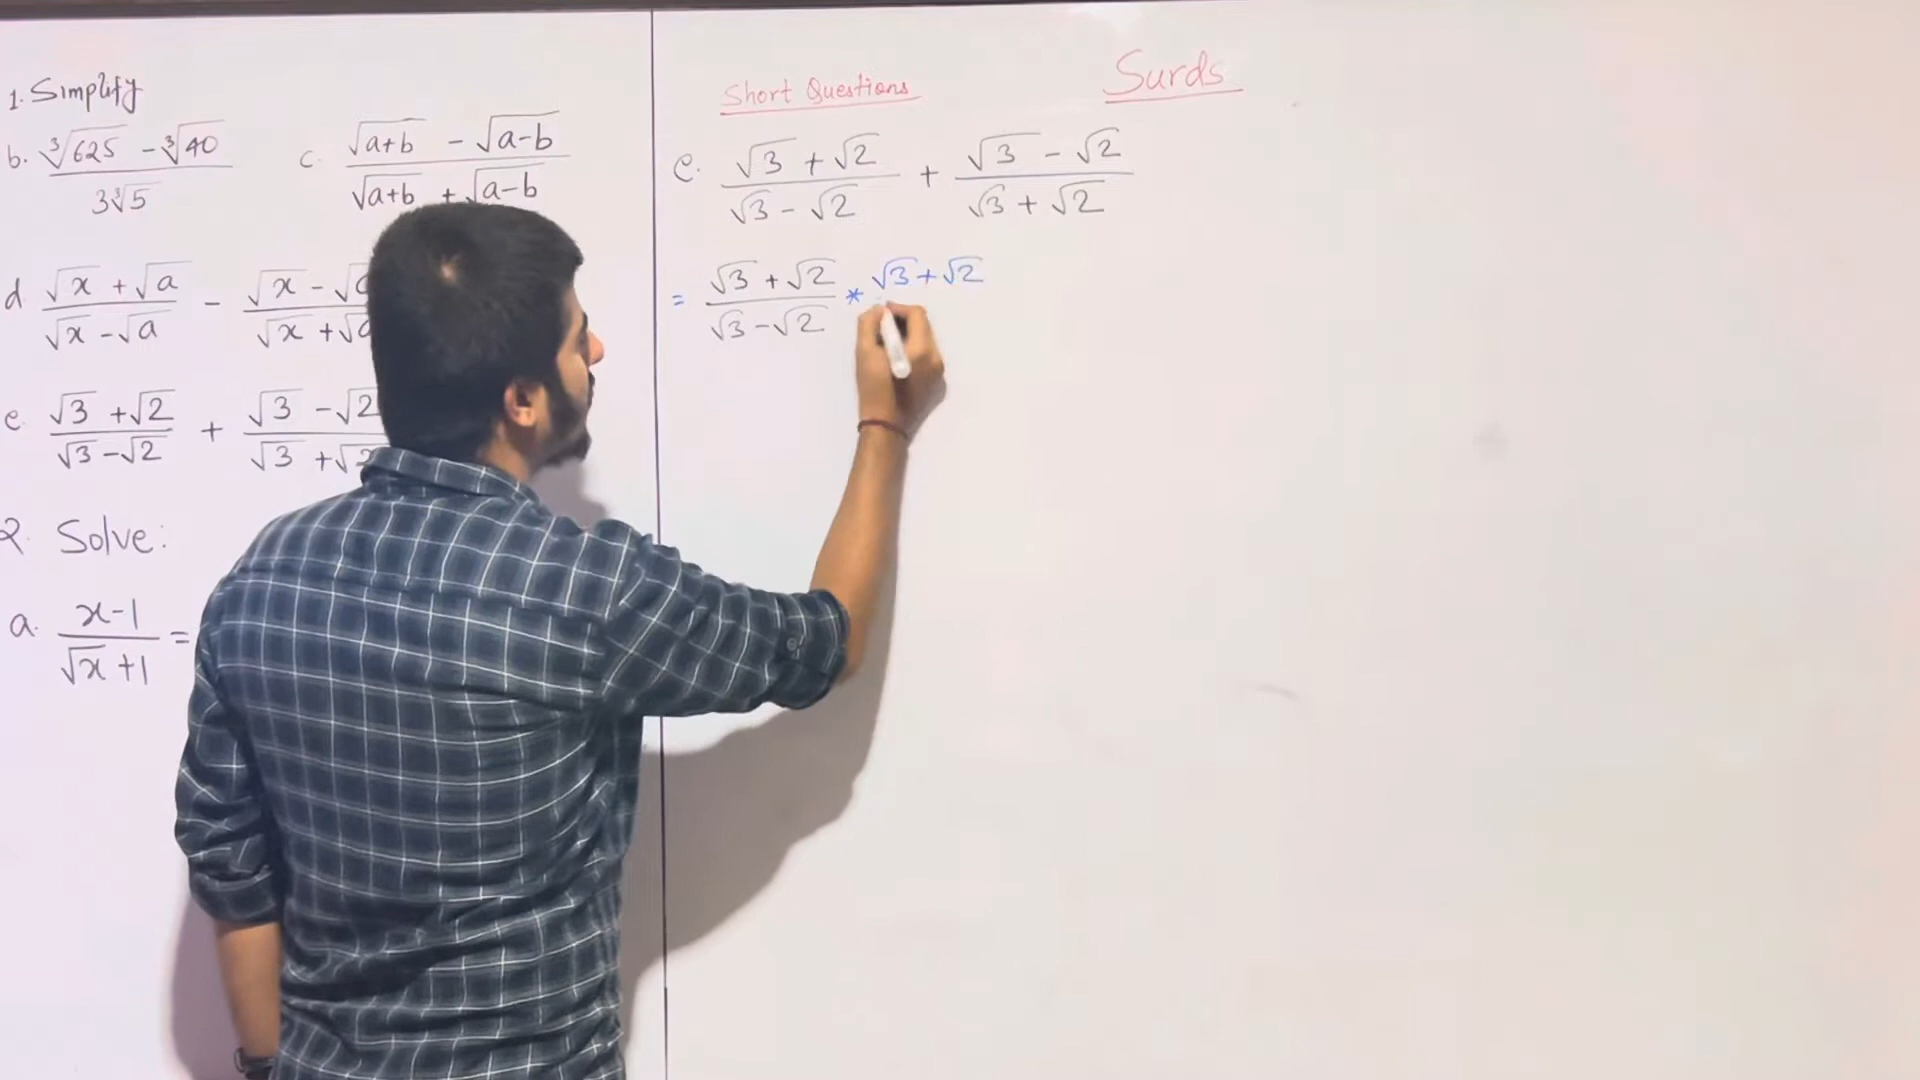 1. Simplify
b. (∛625 - ∛40) / (3∛5)
c. (√(a+b) - √(a-b)) / (√(a+b) + √(a-b))
d (√x + √a) / (√x - √a) - (√x - √a) / (√x + √a)
e. (√3 + √2) / (√3 - √2) + (√3 - √2) / (√3 + √2)
2. Solve:
a. (x-1) / (√x + 1) =
Short Questions
Surds
e. (√3 + √2) / (√3 - √2) + (√3 - √2) / (√3 + √2)
= (√3 + √2) / (√3 - √2) * √3 + √2